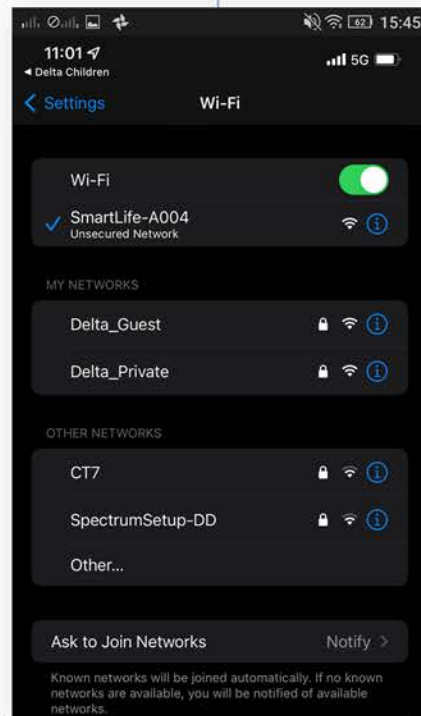 62 15:45
11:01
◀ Delta Children
5G
Settings Wi-Fi
Wi-Fi
SmartLife-A004
Unsecured Network
MY NETWORKS
Delta_Guest
Delta_Private
OTHER NETWORKS
CT7
SpectrumSetup-DD
Other...
Ask to Join Networks Notify >
Known networks will be joined automatically. If no known
networks are available, you will be notified of available
networks.